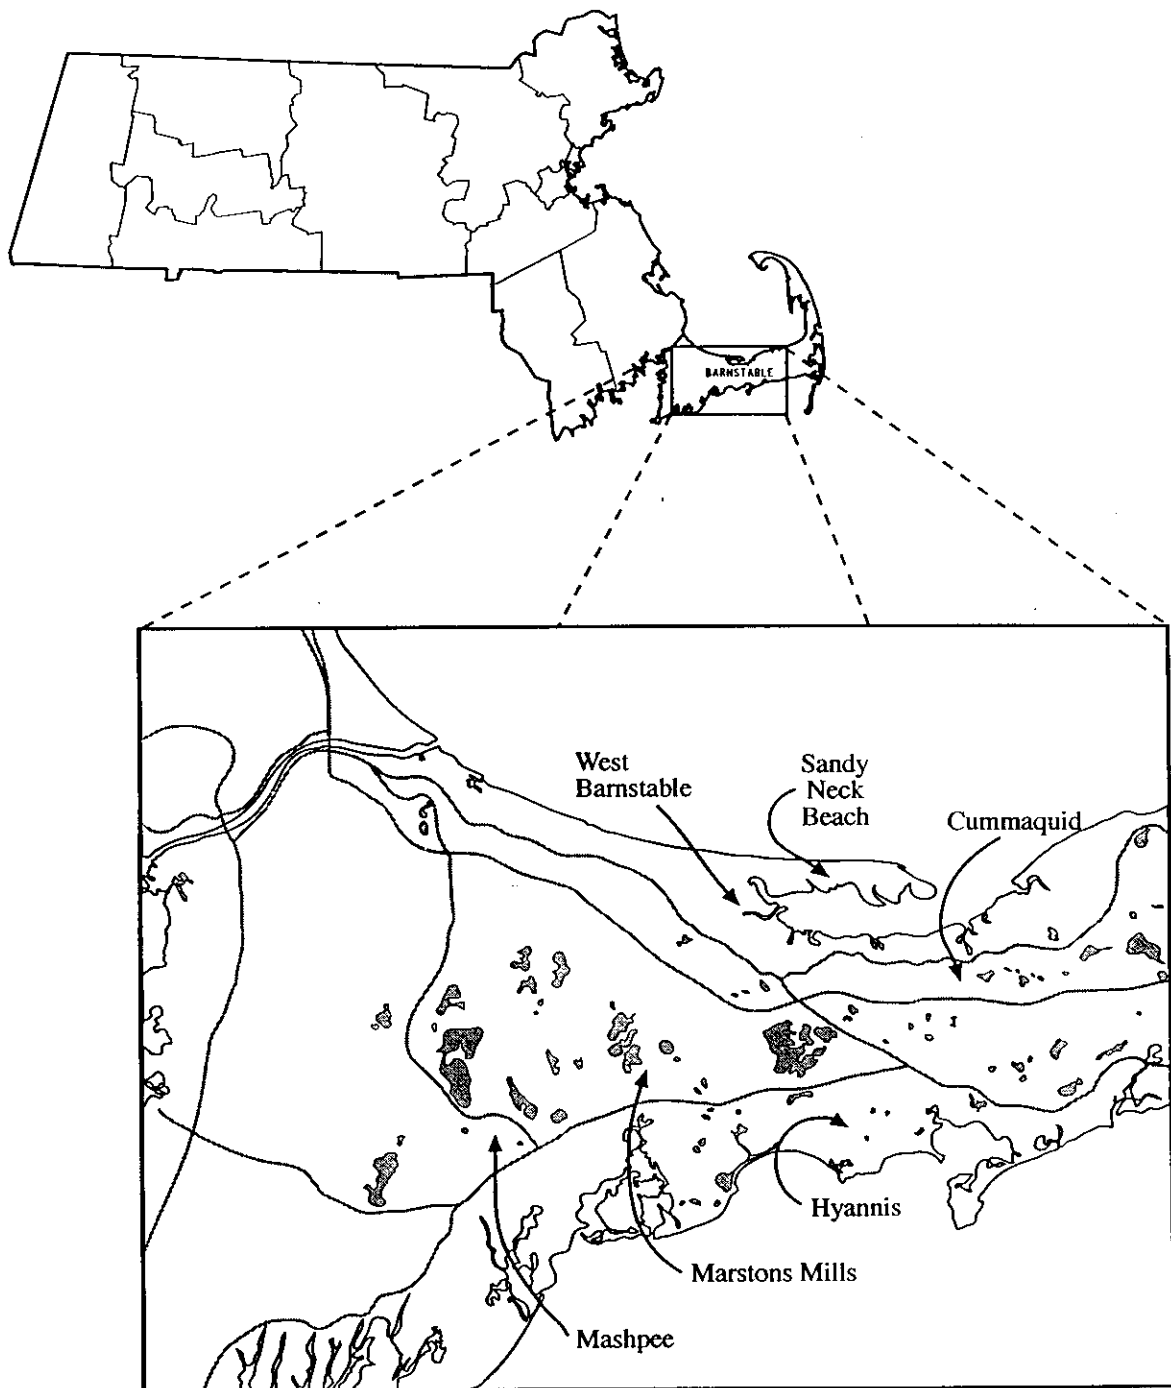 BARNSTABLE
West
Barnstable
Sandy
Neck
Beach
Cummaquid
Hyannis
Marstons Mills
Mashpee